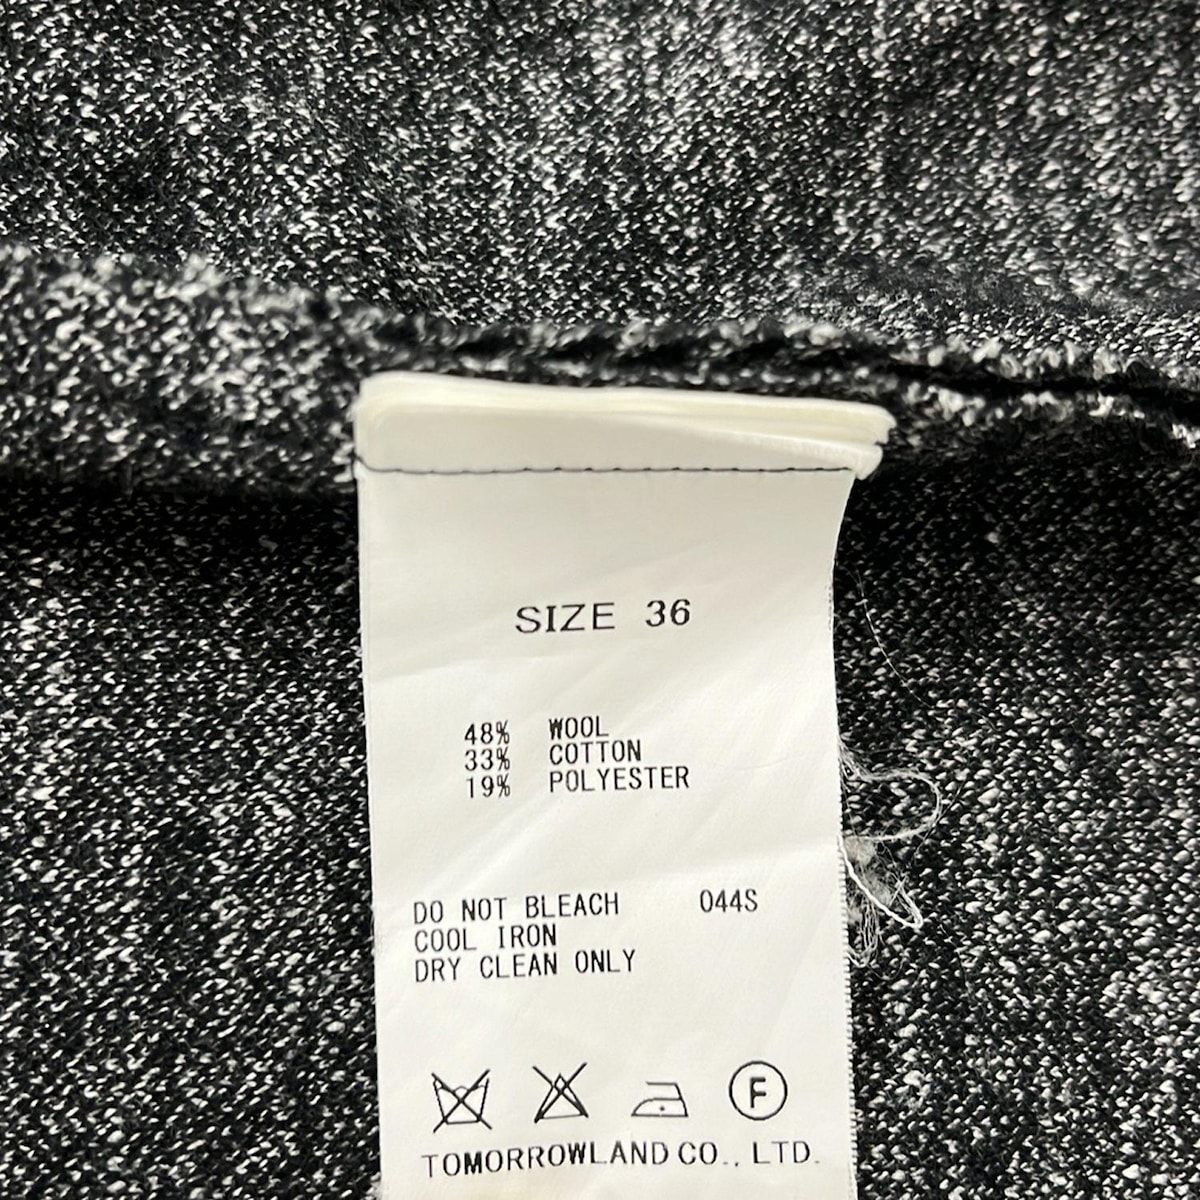 SIZE 36
48% WOOL
33% COTTON
19% POLYESTER
DO NOT BLEACH 044S
COOL IRON
DRY CLEAN ONLY
F
TOMORROWLAND CO., LTD.